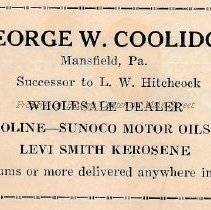 EORGE W. COOLIDG
Mansfield, Pa.
Successor to L. W. Hitchcock
WHOLESALE DEALER
OLINE—SUNOCO MOTOR OILS
LEVI SMITH KEROSENE
ums or more delivered anywhere in